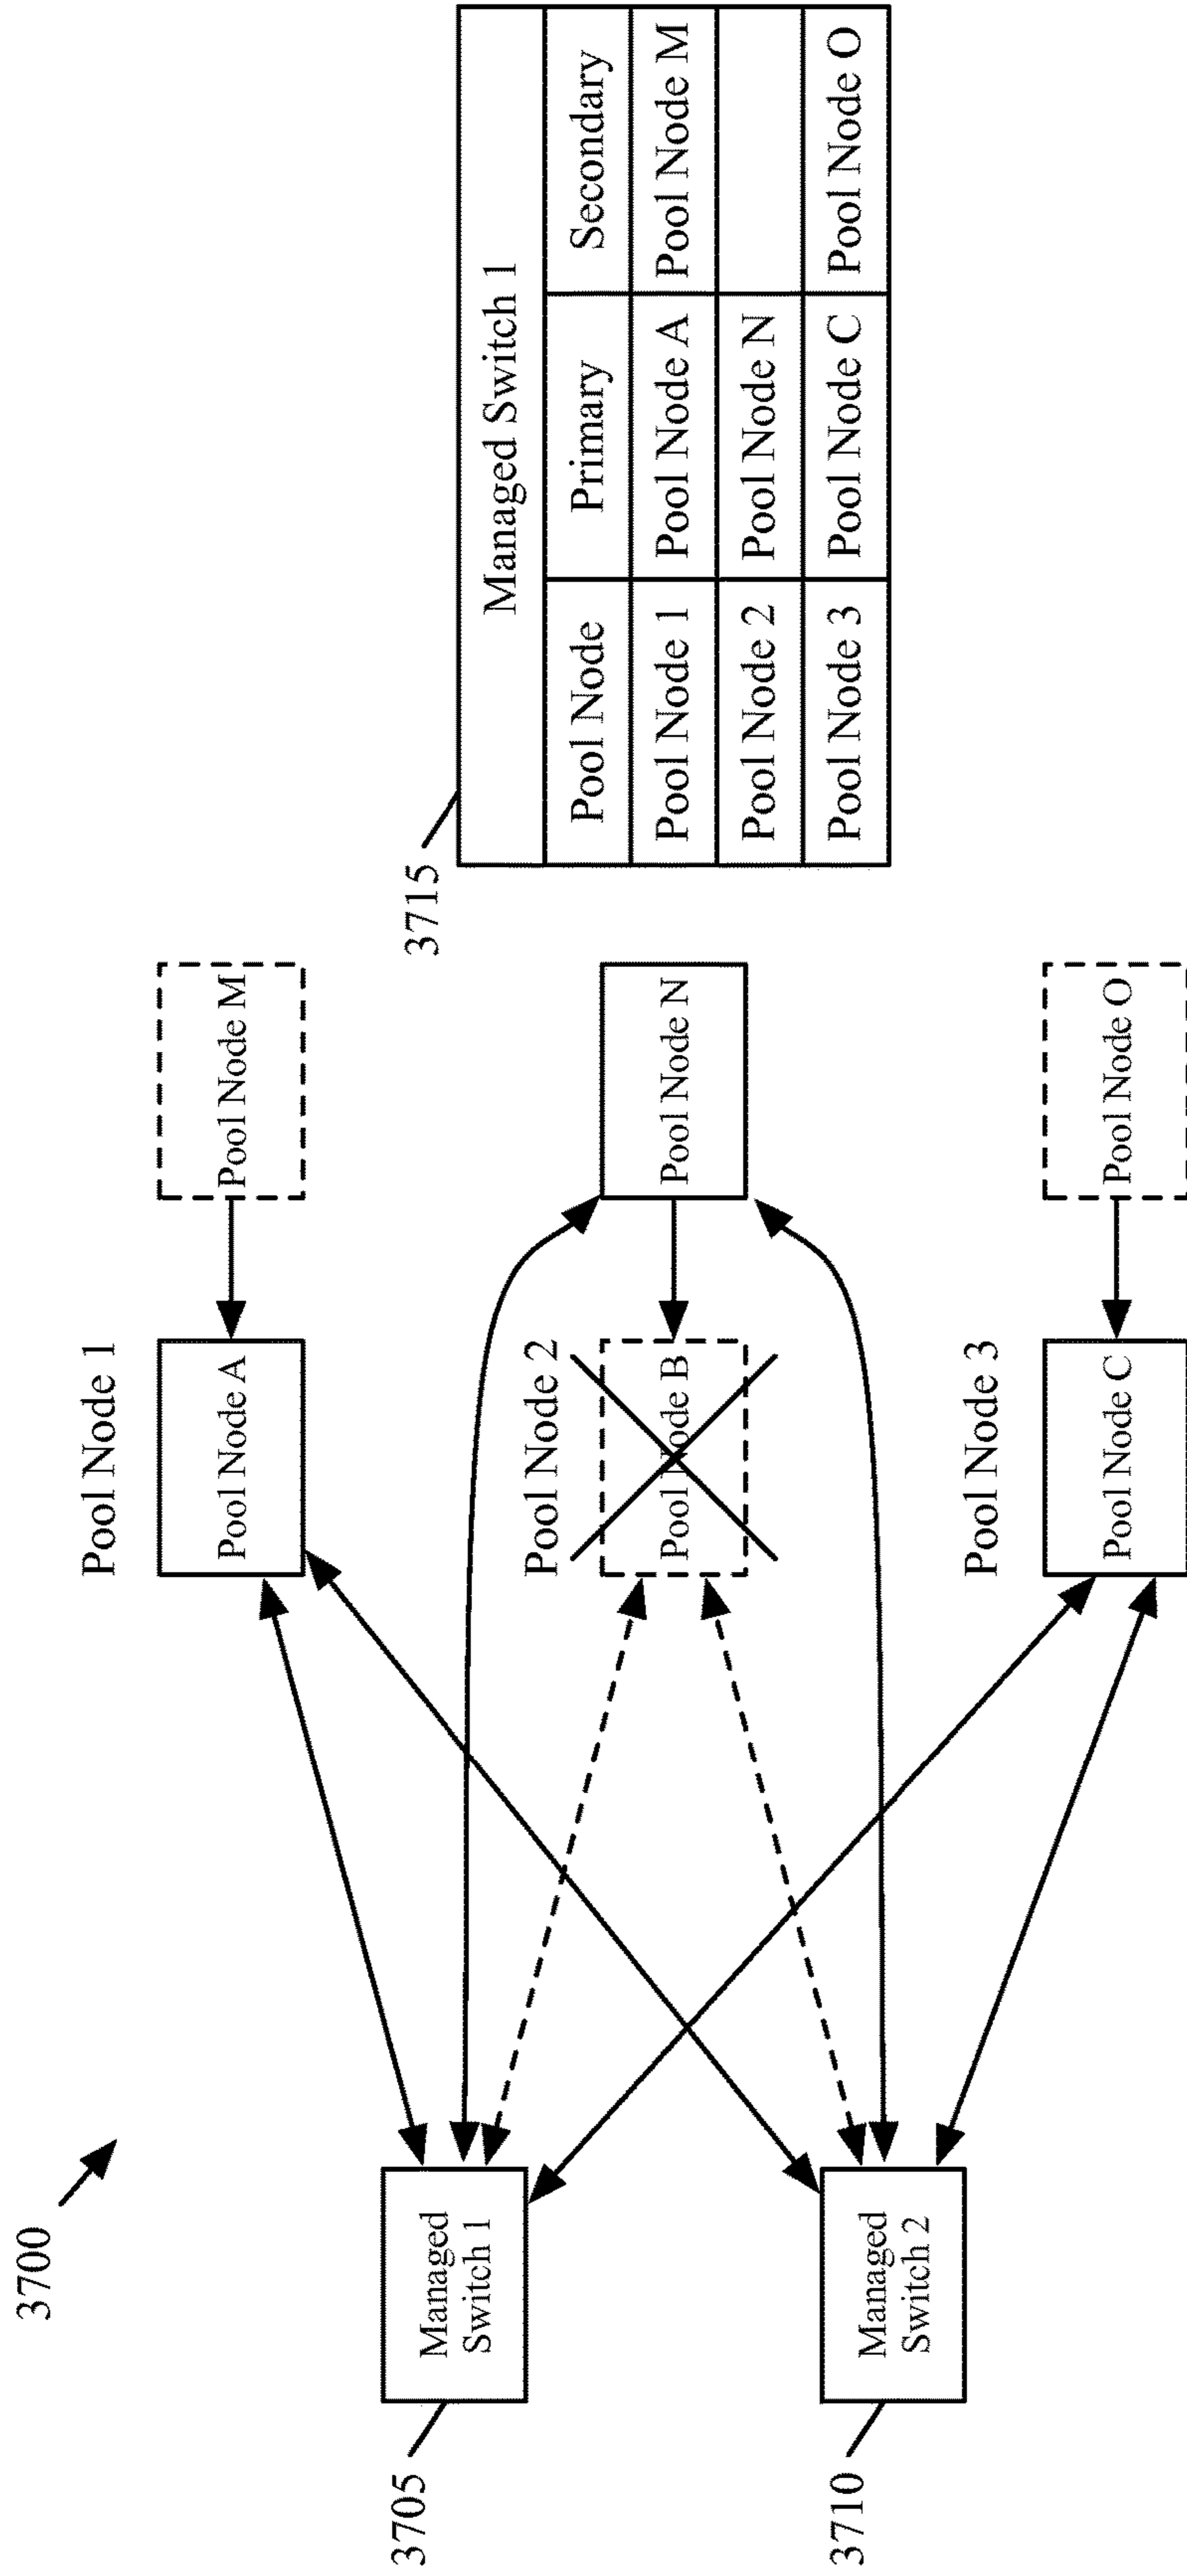 3700
Pool Node 1
Pool Node A
Pool Node M
3705
Managed
Switch 1
Pool Node 2
Pool Node B
Pool Node N
3710
Managed
Switch 2
Pool Node 3
Pool Node C
Pool Node O
3715
Managed Switch 1
Pool Node Primary Secondary
Pool Node 1 Pool Node A Pool Node M
Pool Node 2 Pool Node N
Pool Node 3 Pool Node C Pool Node O